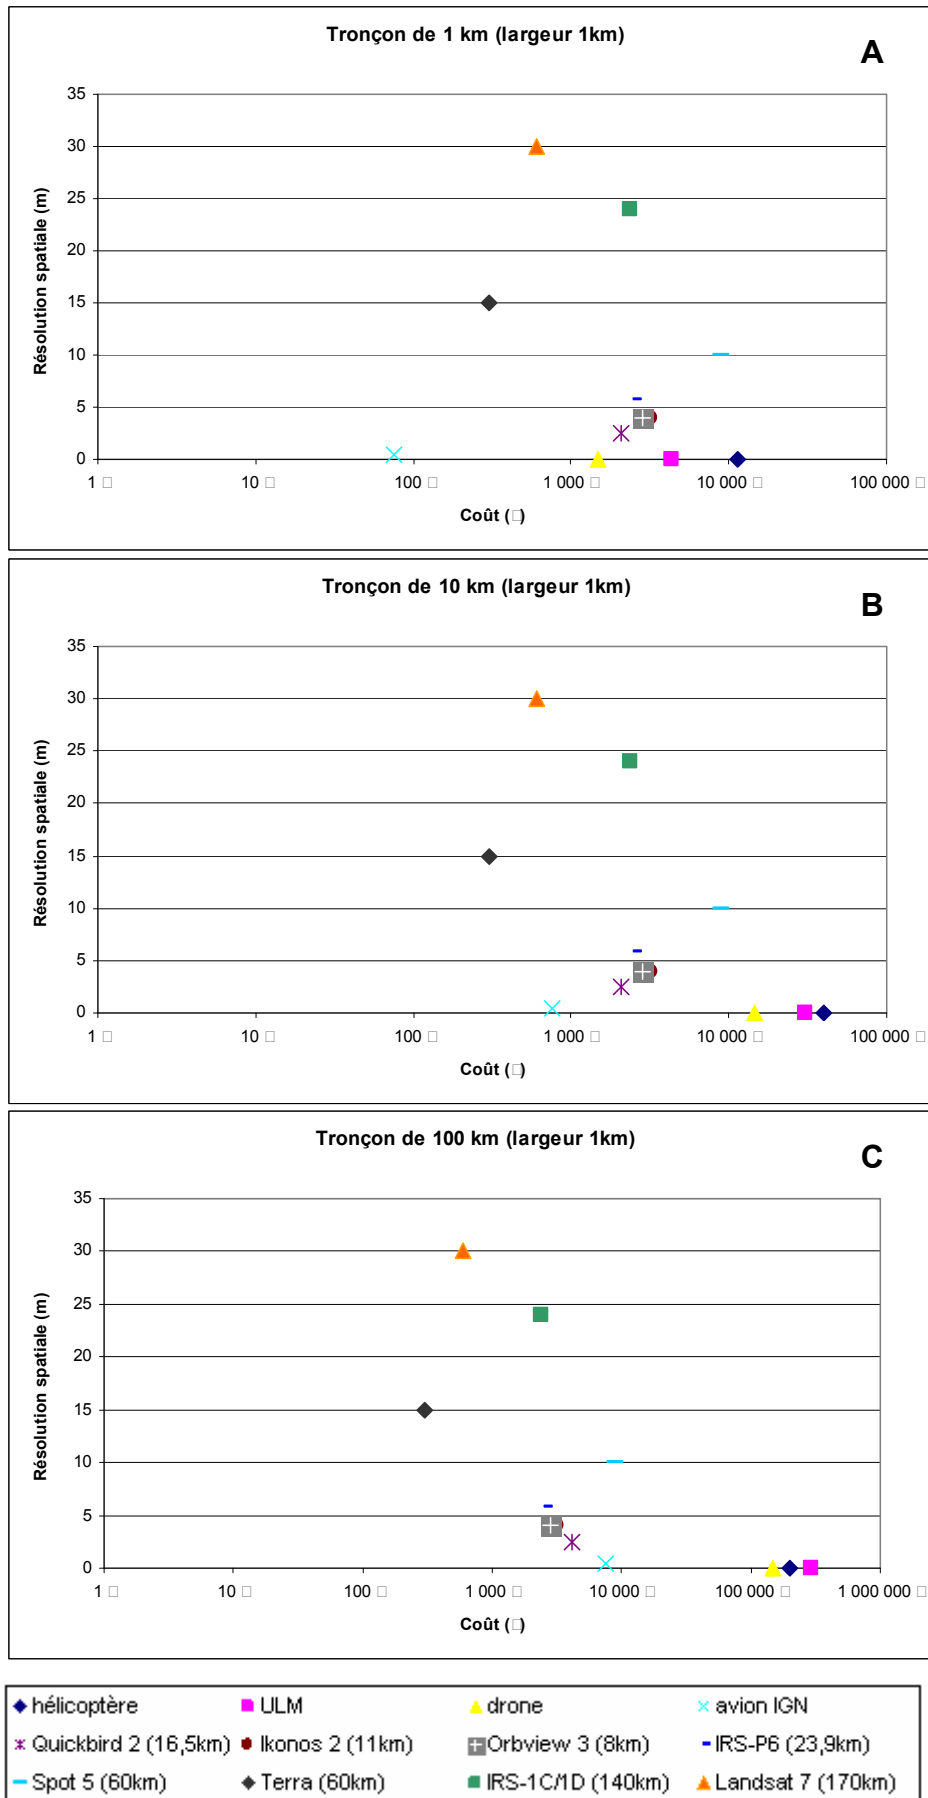 Tronçon de 1 km (largeur 1km)
A
Résolution spatiale (m)
35
30
25
20
15
10
5
0
1 □ 10 □ 100 □ 1 000 □ 10 000 □ 100 000 □
Coût (□)
Tronçon de 10 km (largeur 1km)
B
Résolution spatiale (m)
35
30
25
20
15
10
5
0
1 □ 10 □ 100 □ 1 000 □ 10 000 □ 100 000 □
Coût (□)
Tronçon de 100 km (largeur 1km)
C
Résolution spatiale (m)
35
30
25
20
15
10
5
0
1 □ 10 □ 100 □ 1 000 □ 10 000 □ 100 000 □ 1 000 000 □
Coût (□)
hélicoptère ULM drone avion IGN
Quickbird 2 (16,5km) Ikonos 2 (11km) Orbview 3 (8km) IRS-P6 (23,9km)
Spot 5 (60km) Terra (60km) IRS-1C/1D (140km) Landsat 7 (170km)